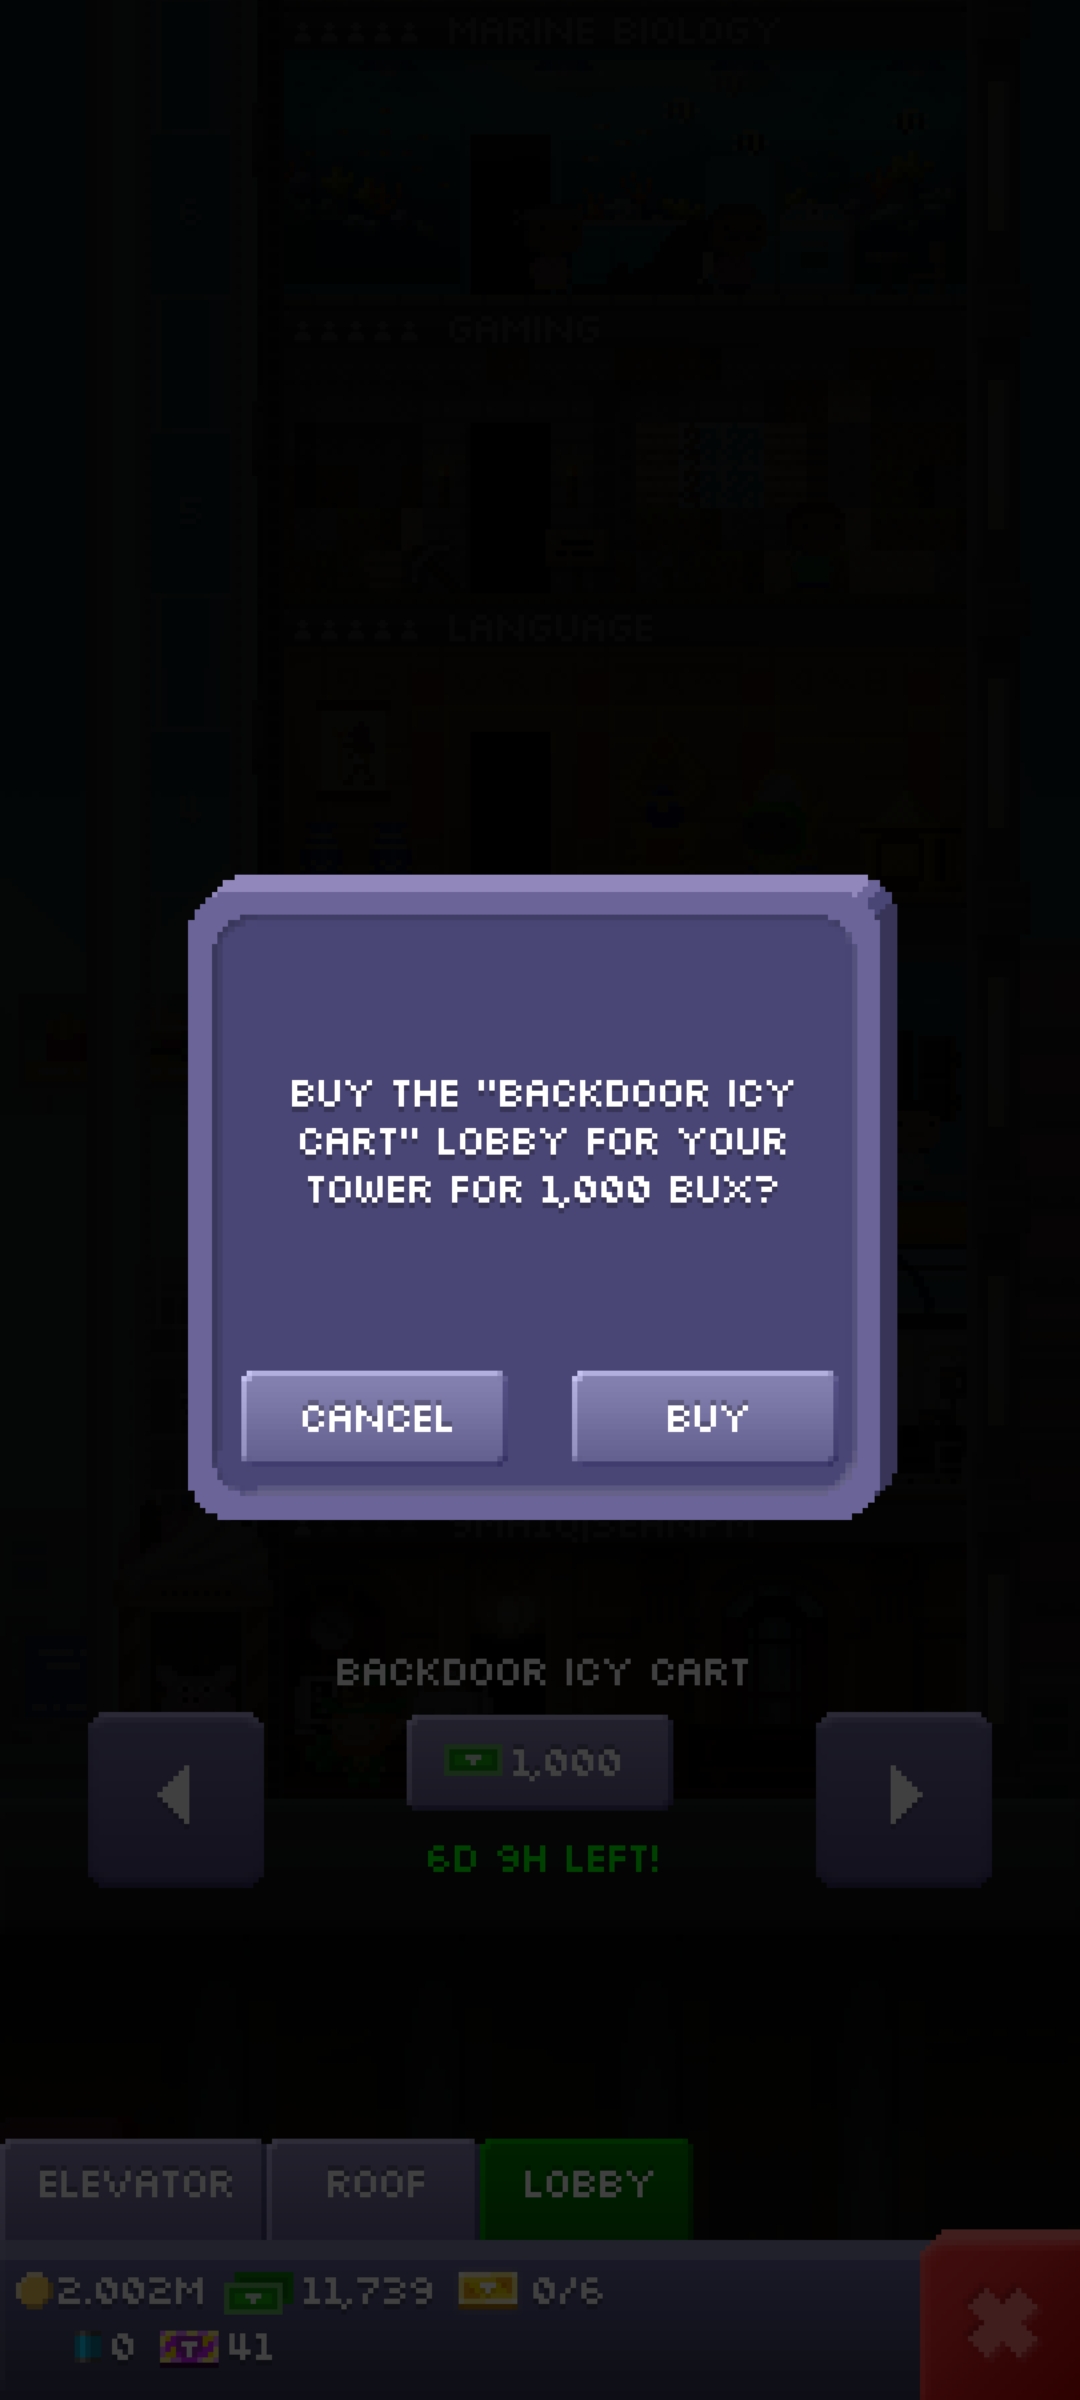 MARINE BIOLOGY
6
GAMING
5
LANGUAGE
BUY THE "BACKDOOR ICY
CART" LOBBY FOR YOUR
TOWER FOR 1,000 BUX?
CANCEL
BUY
BACKDOOR ICY CART
1,000
6D 9H LEFT!
ELEVATOR
ROOF
LOBBY
2.002M
11,739
0/6
0
41